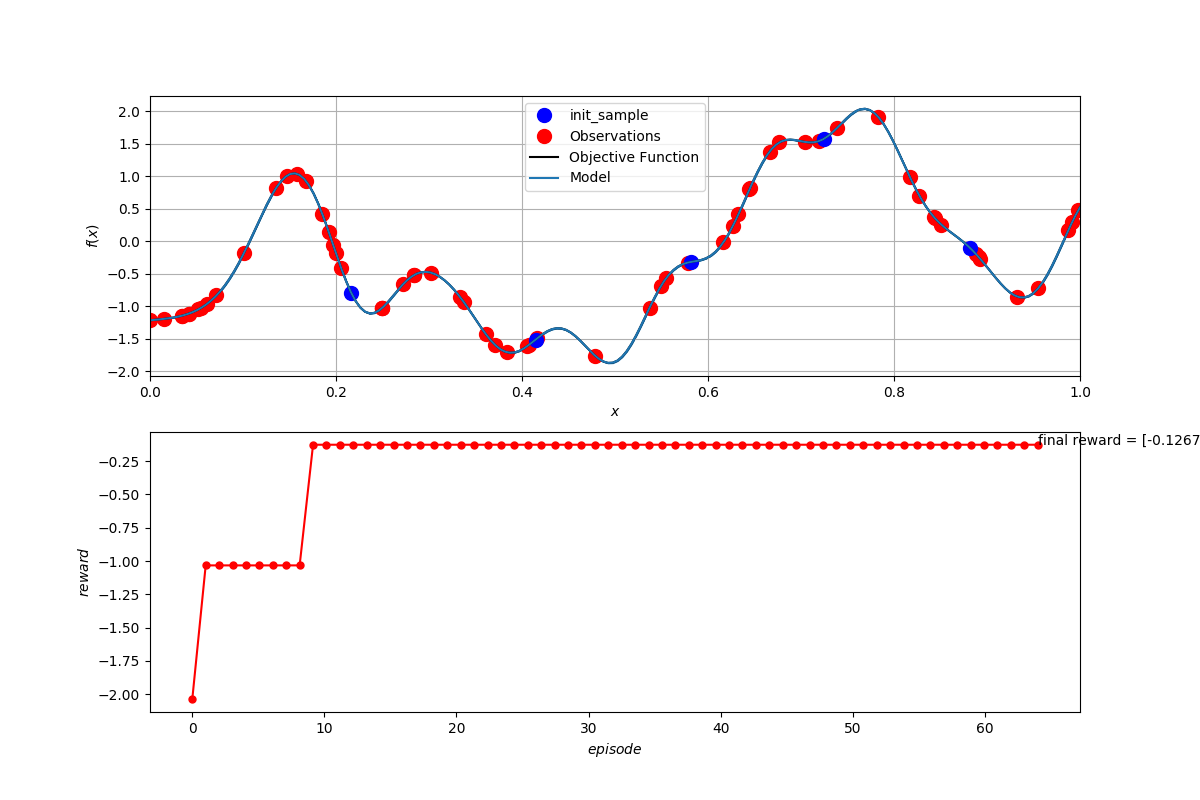 2.0
1.5
1.0
0.5
0.0
−0.5
−1.0
−1.5
−2.0
f(x)
init_sample
Observations
Objective Function
Model
0.0 0.2 0.4 0.6 0.8 1.0
x
final reward = [-0.1267
−0.25
−0.50
−0.75
−1.00
−1.25
−1.50
−1.75
−2.00
reward
0 10 20 30 40 50 60
episode